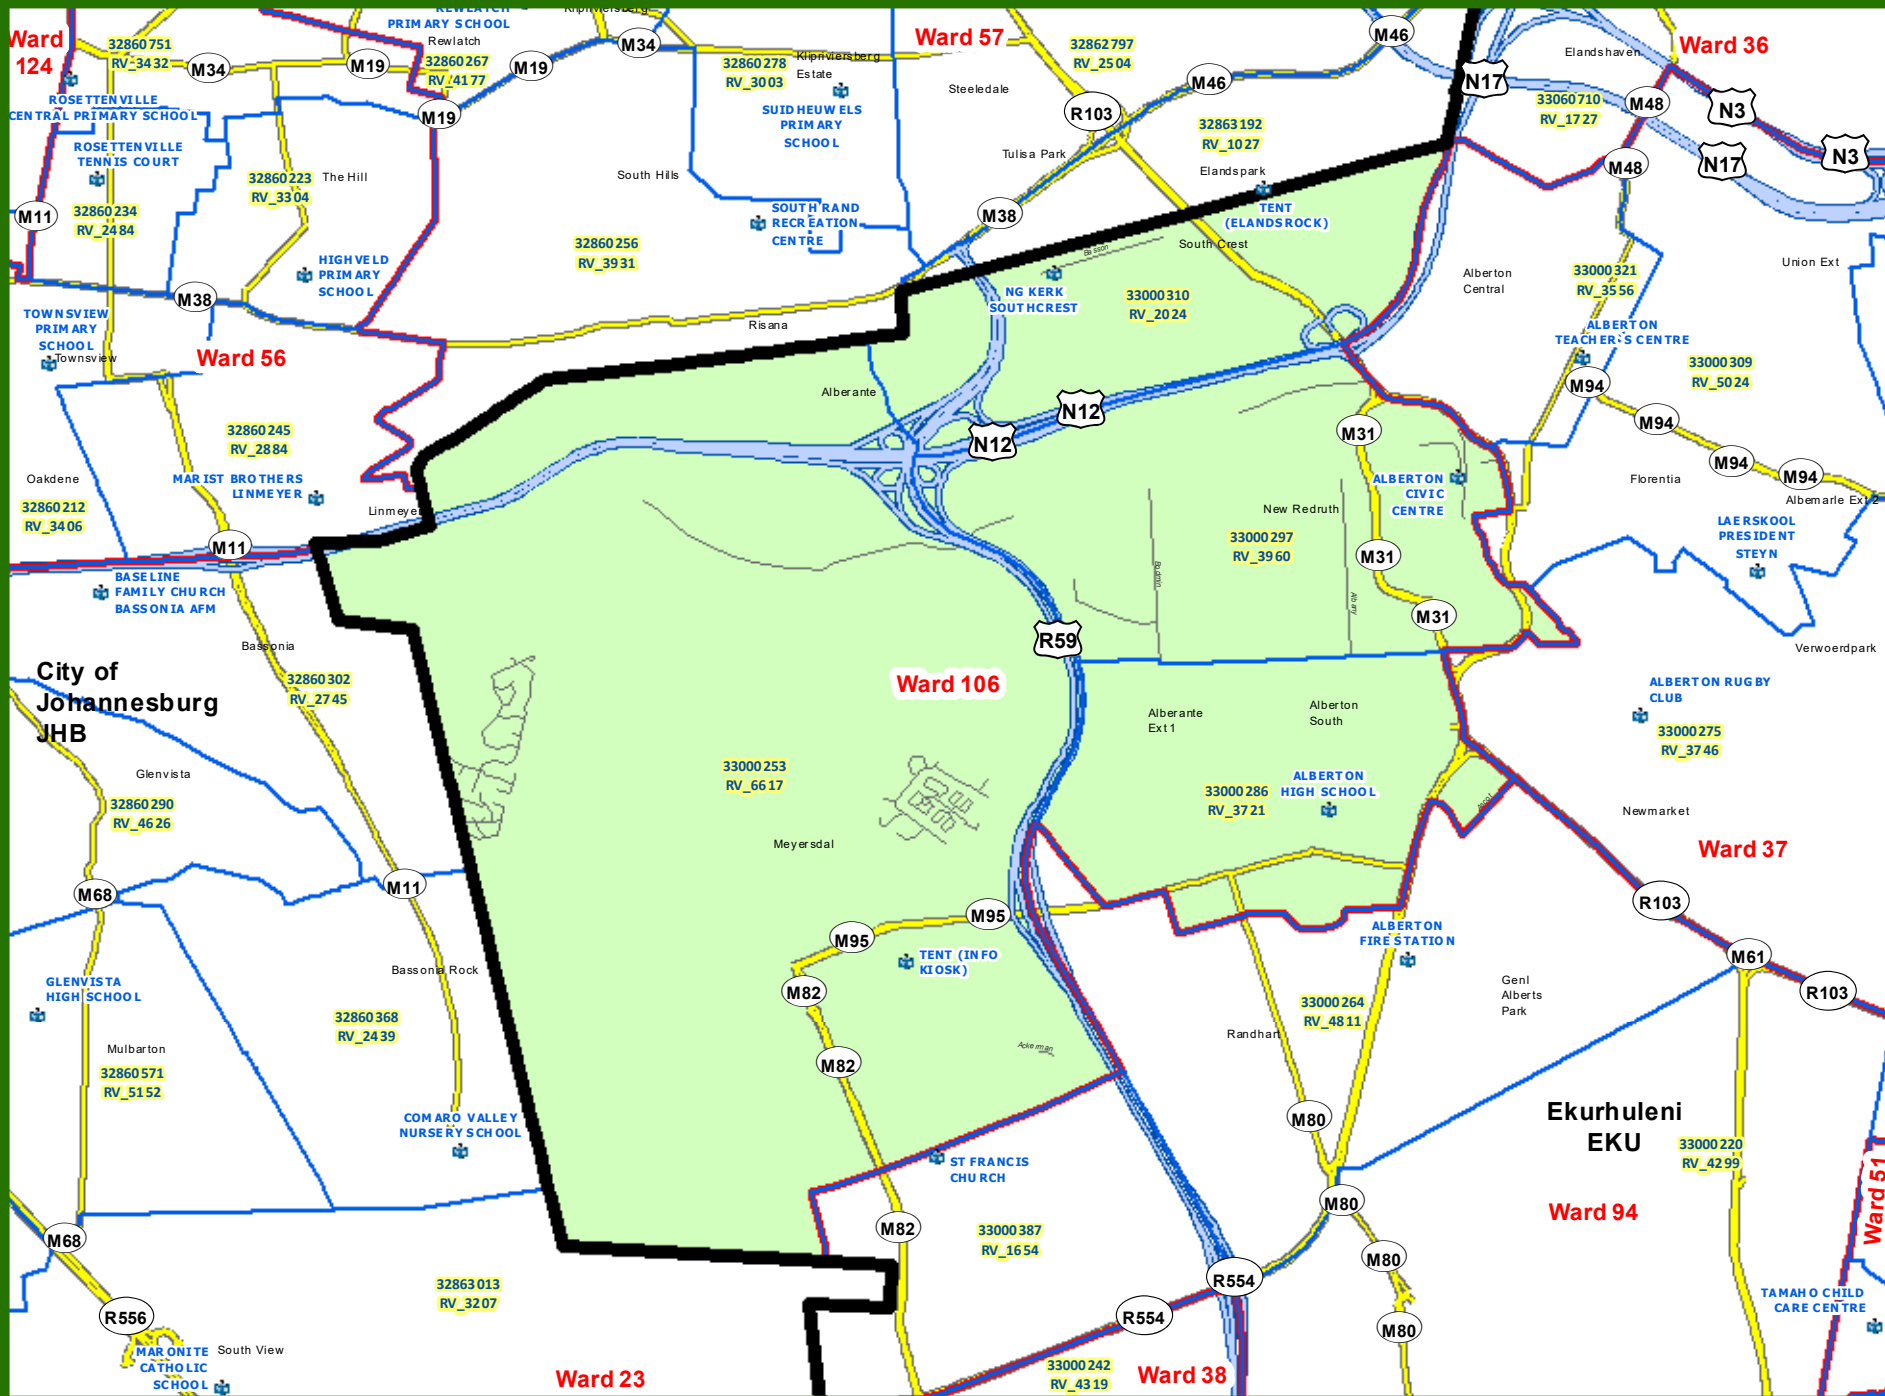 Ward
124
32860751
RV_3432
M34
M19
REWLATCH
PRIMARY SCHOOL
Rewlatch
32860267
RV_4177
M19
M19
M34
Klipriviersberg
32860278
RV_3003
Klipriviersberg
Estate
SUIDHEUWELS
PRIMARY
SCHOOL
Ward 57
Steeledale
32862797
RV_2504
R103
M46
M46
N17
Elandshaven
Ward 36
33060710
RV_1727
M48
M48
N3
N3
N17
ROSETTENVILLE
CENTRAL PRIMARY SCHOOL
ROSETTENVILLE
TENNIS COURT
M11
32860234
RV_2484
32860223
RV_3304
The Hill
HIGHVELD
PRIMARY
SCHOOL
M38
South Hills
32860256
RV_3931
SOUTH RAND
RECREATION
CENTRE
Tulisa Park
32863192
RV_1027
Elandspark
M38
TENT
(ELANDSROCK)
South Crest
Basson
NG KERK
SOUTHCREST
33000310
RV_2024
Alberton
Central
33000321
RV_3556
Union Ext
ALBERTON
TEACHER'S CENTRE
33000309
RV_5024
TOWNSVIEW
PRIMARY
SCHOOL
Townsview
Ward 56
Risana
Alberante
N12
N12
M31
M94
M94
M94
M94
32860245
RV_2884
MARIST BROTHERS
LINMEYER
Oakdene
32860212
RV_3406
Linmeyer
M11
ALBERTON
CIVIC
CENTRE
New Redruth
33000297
RV_3960
M31
M31
Albany
Florentia
Albemarle Ext 2
LAERSKOOL
PRESIDENT
STEYN
BASELINE
FAMILY CHURCH
BASSONIA AFM
Bassonia
R59
Verwoerdpark
City of
Johannesburg
JHB
32860302
RV_2745
Ward 106
Alberante
Ext 1
Alberton
South
ALBERTON RUGBY
CLUB
33000275
RV_3746
Glenvista
32860290
RV_4626
33000253
RV_6617
Meyersdal
33000286
RV_3721
ALBERTON
HIGH SCHOOL
Newmarket
Ward 37
M68
M11
M95
M95
R103
M61
R103
ALBERTON
FIRE STATION
TENT (INFO
KIOSK)
M82
Bassonia Rock
GLENVISTA
HIGH SCHOOL
32860368
RV_2439
Mulbarton
32860571
RV_5152
M82
Ackerman
33000264
RV_4811
Randhart
Genl
Alberts
Park
COMARO VALLEY
NURSERY SCHOOL
M80
Ekurhuleni
EKU
33000220
RV_4299
Ward 51
ST FRANCIS
CHURCH
M80
Ward 94
M68
M82
33000387
RV_1654
M80
R554
R554
M80
32863013
RV_3207
R556
MARONITE
CATHOLIC
SCHOOL
South View
Ward 23
33000242
RV_4319
Ward 38
TAMAHO CHILD
CARE CENTRE